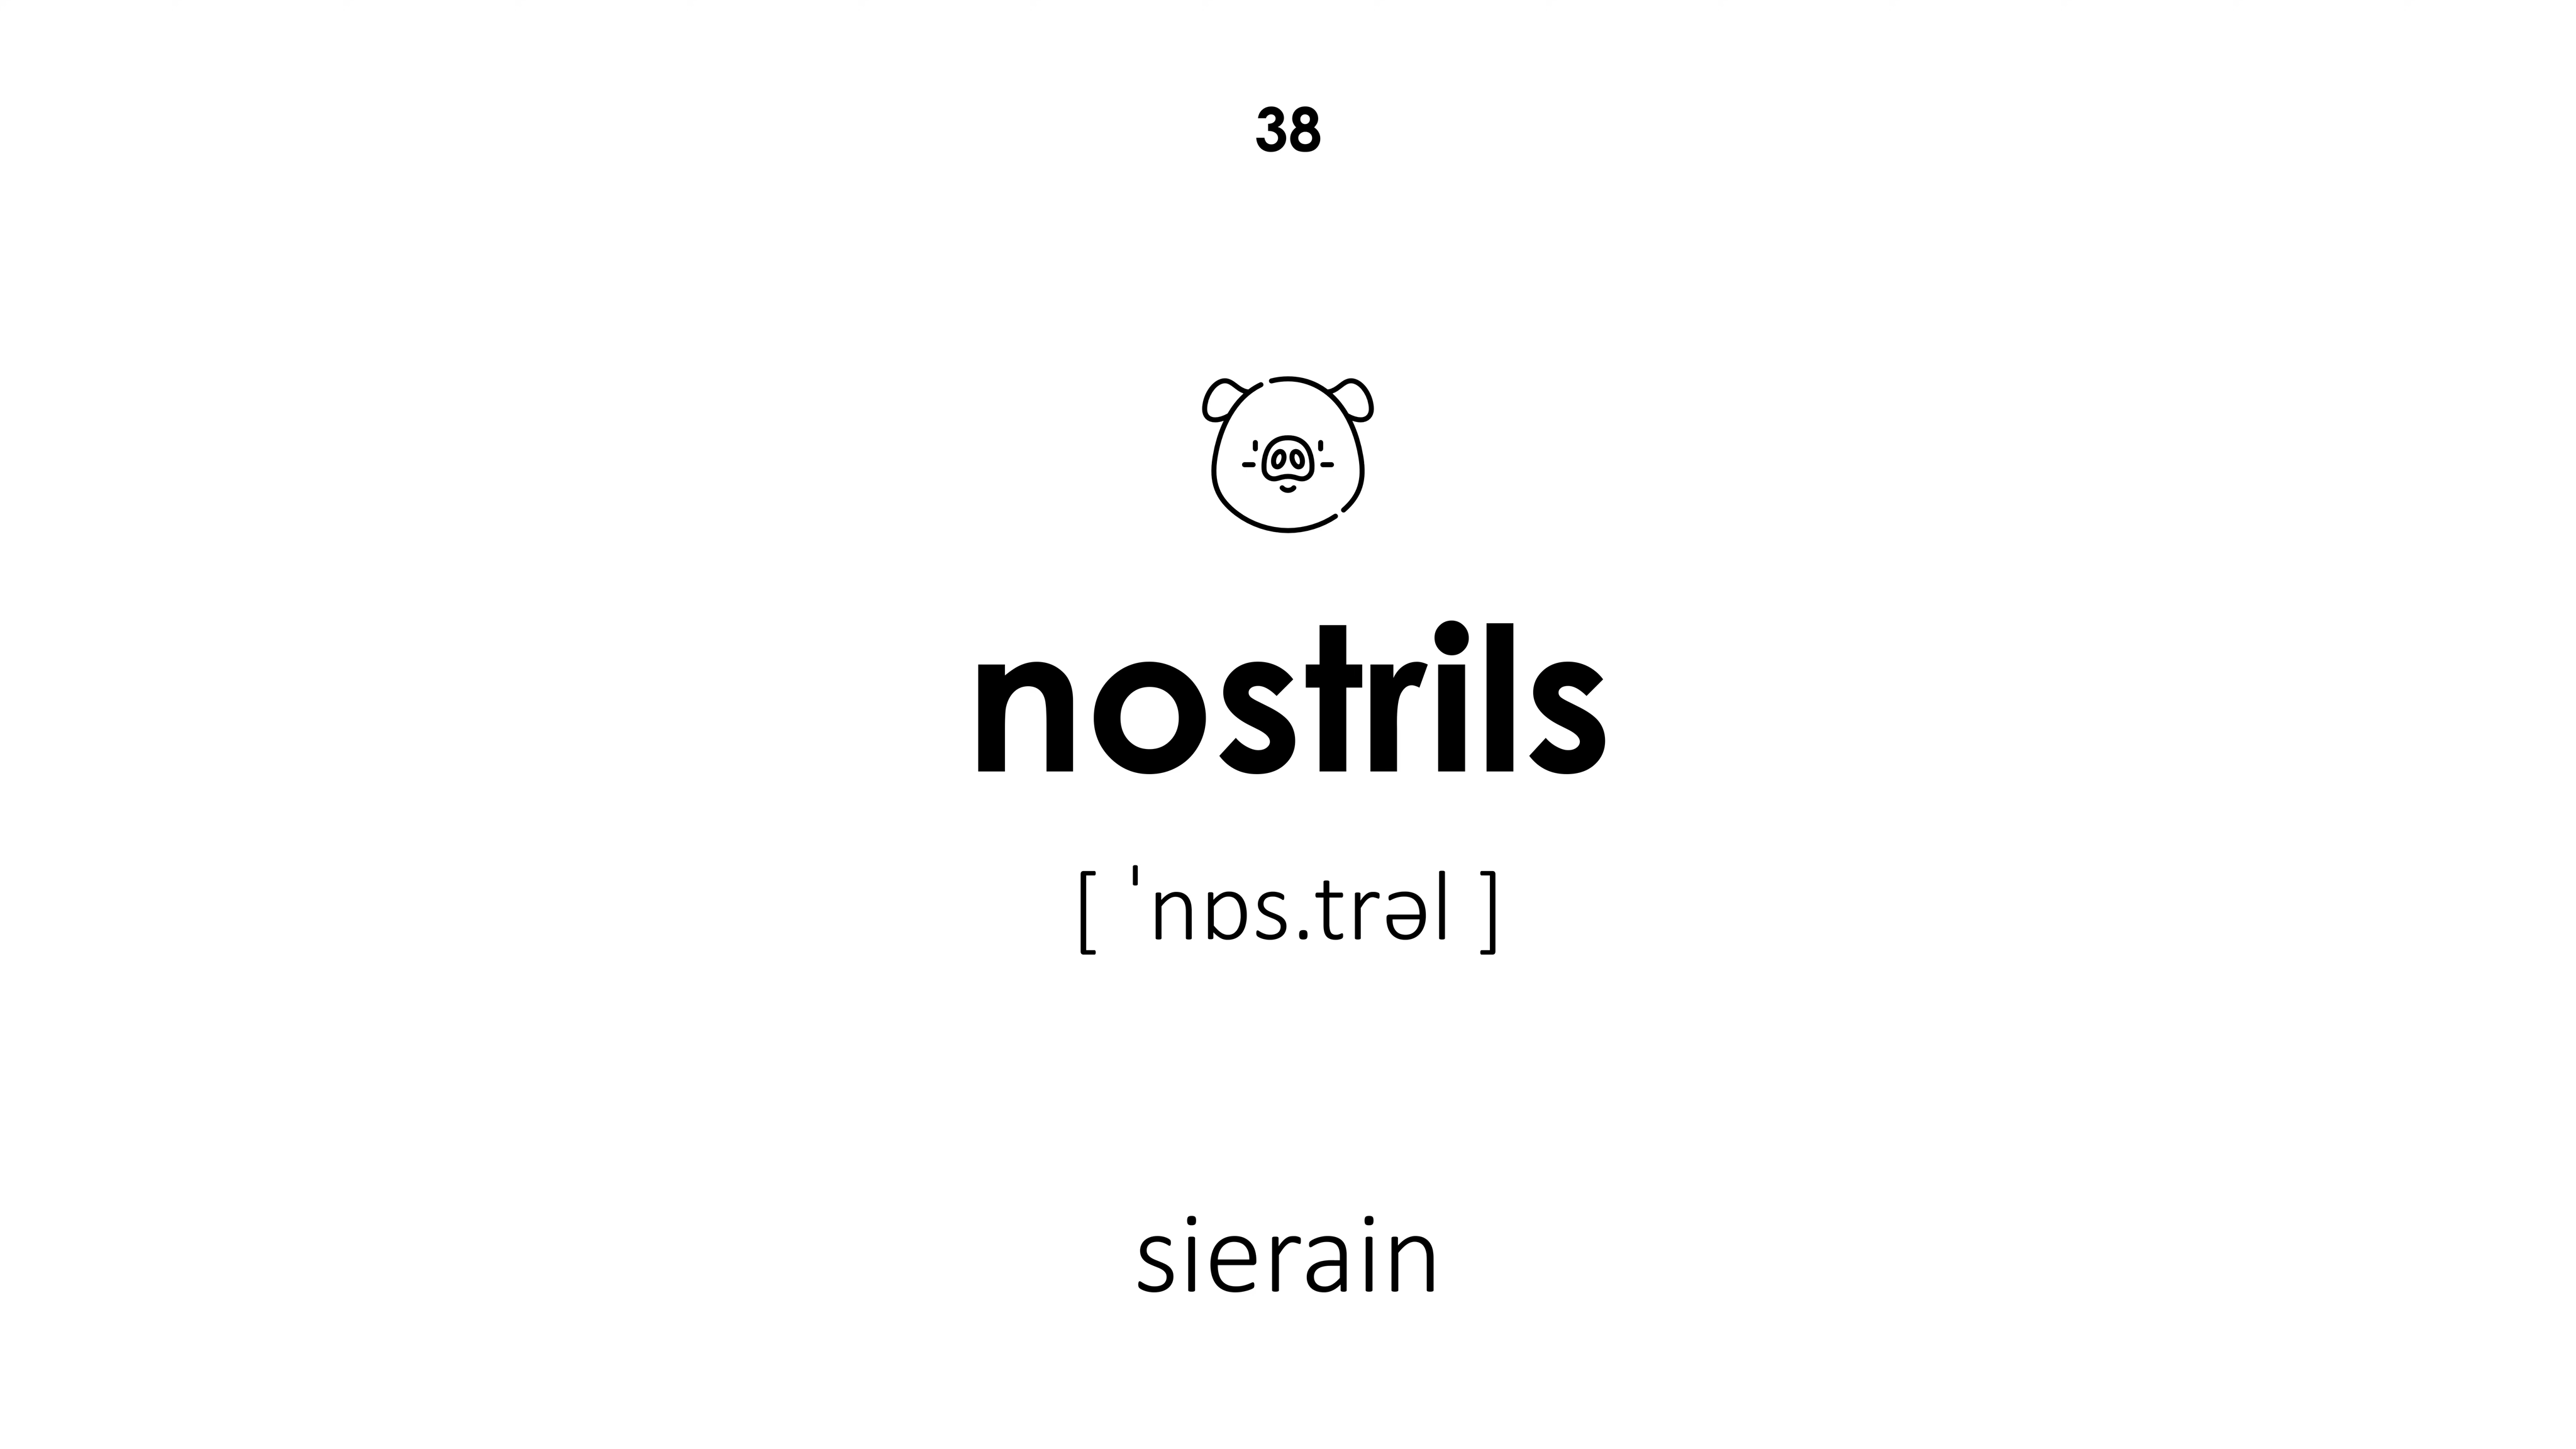 38
nostrils
[ ˈnɒs.trəl ]
sierain